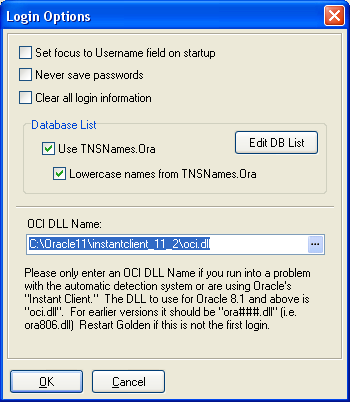 Login Options
Set focus to Username field on startup
Never save passwords
Clear all login information
Database List
Use TNSNames.Ora
Edit DB List
Lowercase names from TNSNames.Ora
OCI DLL Name:
C:\Oracle11\instantclient_11_2\oci.dll
...
Please only enter an OCI DLL Name if you run into a problem
with the automatic detection system or are using Oracle's
"Instant Client."  The DLL to use for Oracle 8.1 and above is
"oci.dll".  For earlier versions it should be "ora###.dll" (i.e.
ora806.dll)  Restart Golden if this is not the first login.
OK
Cancel